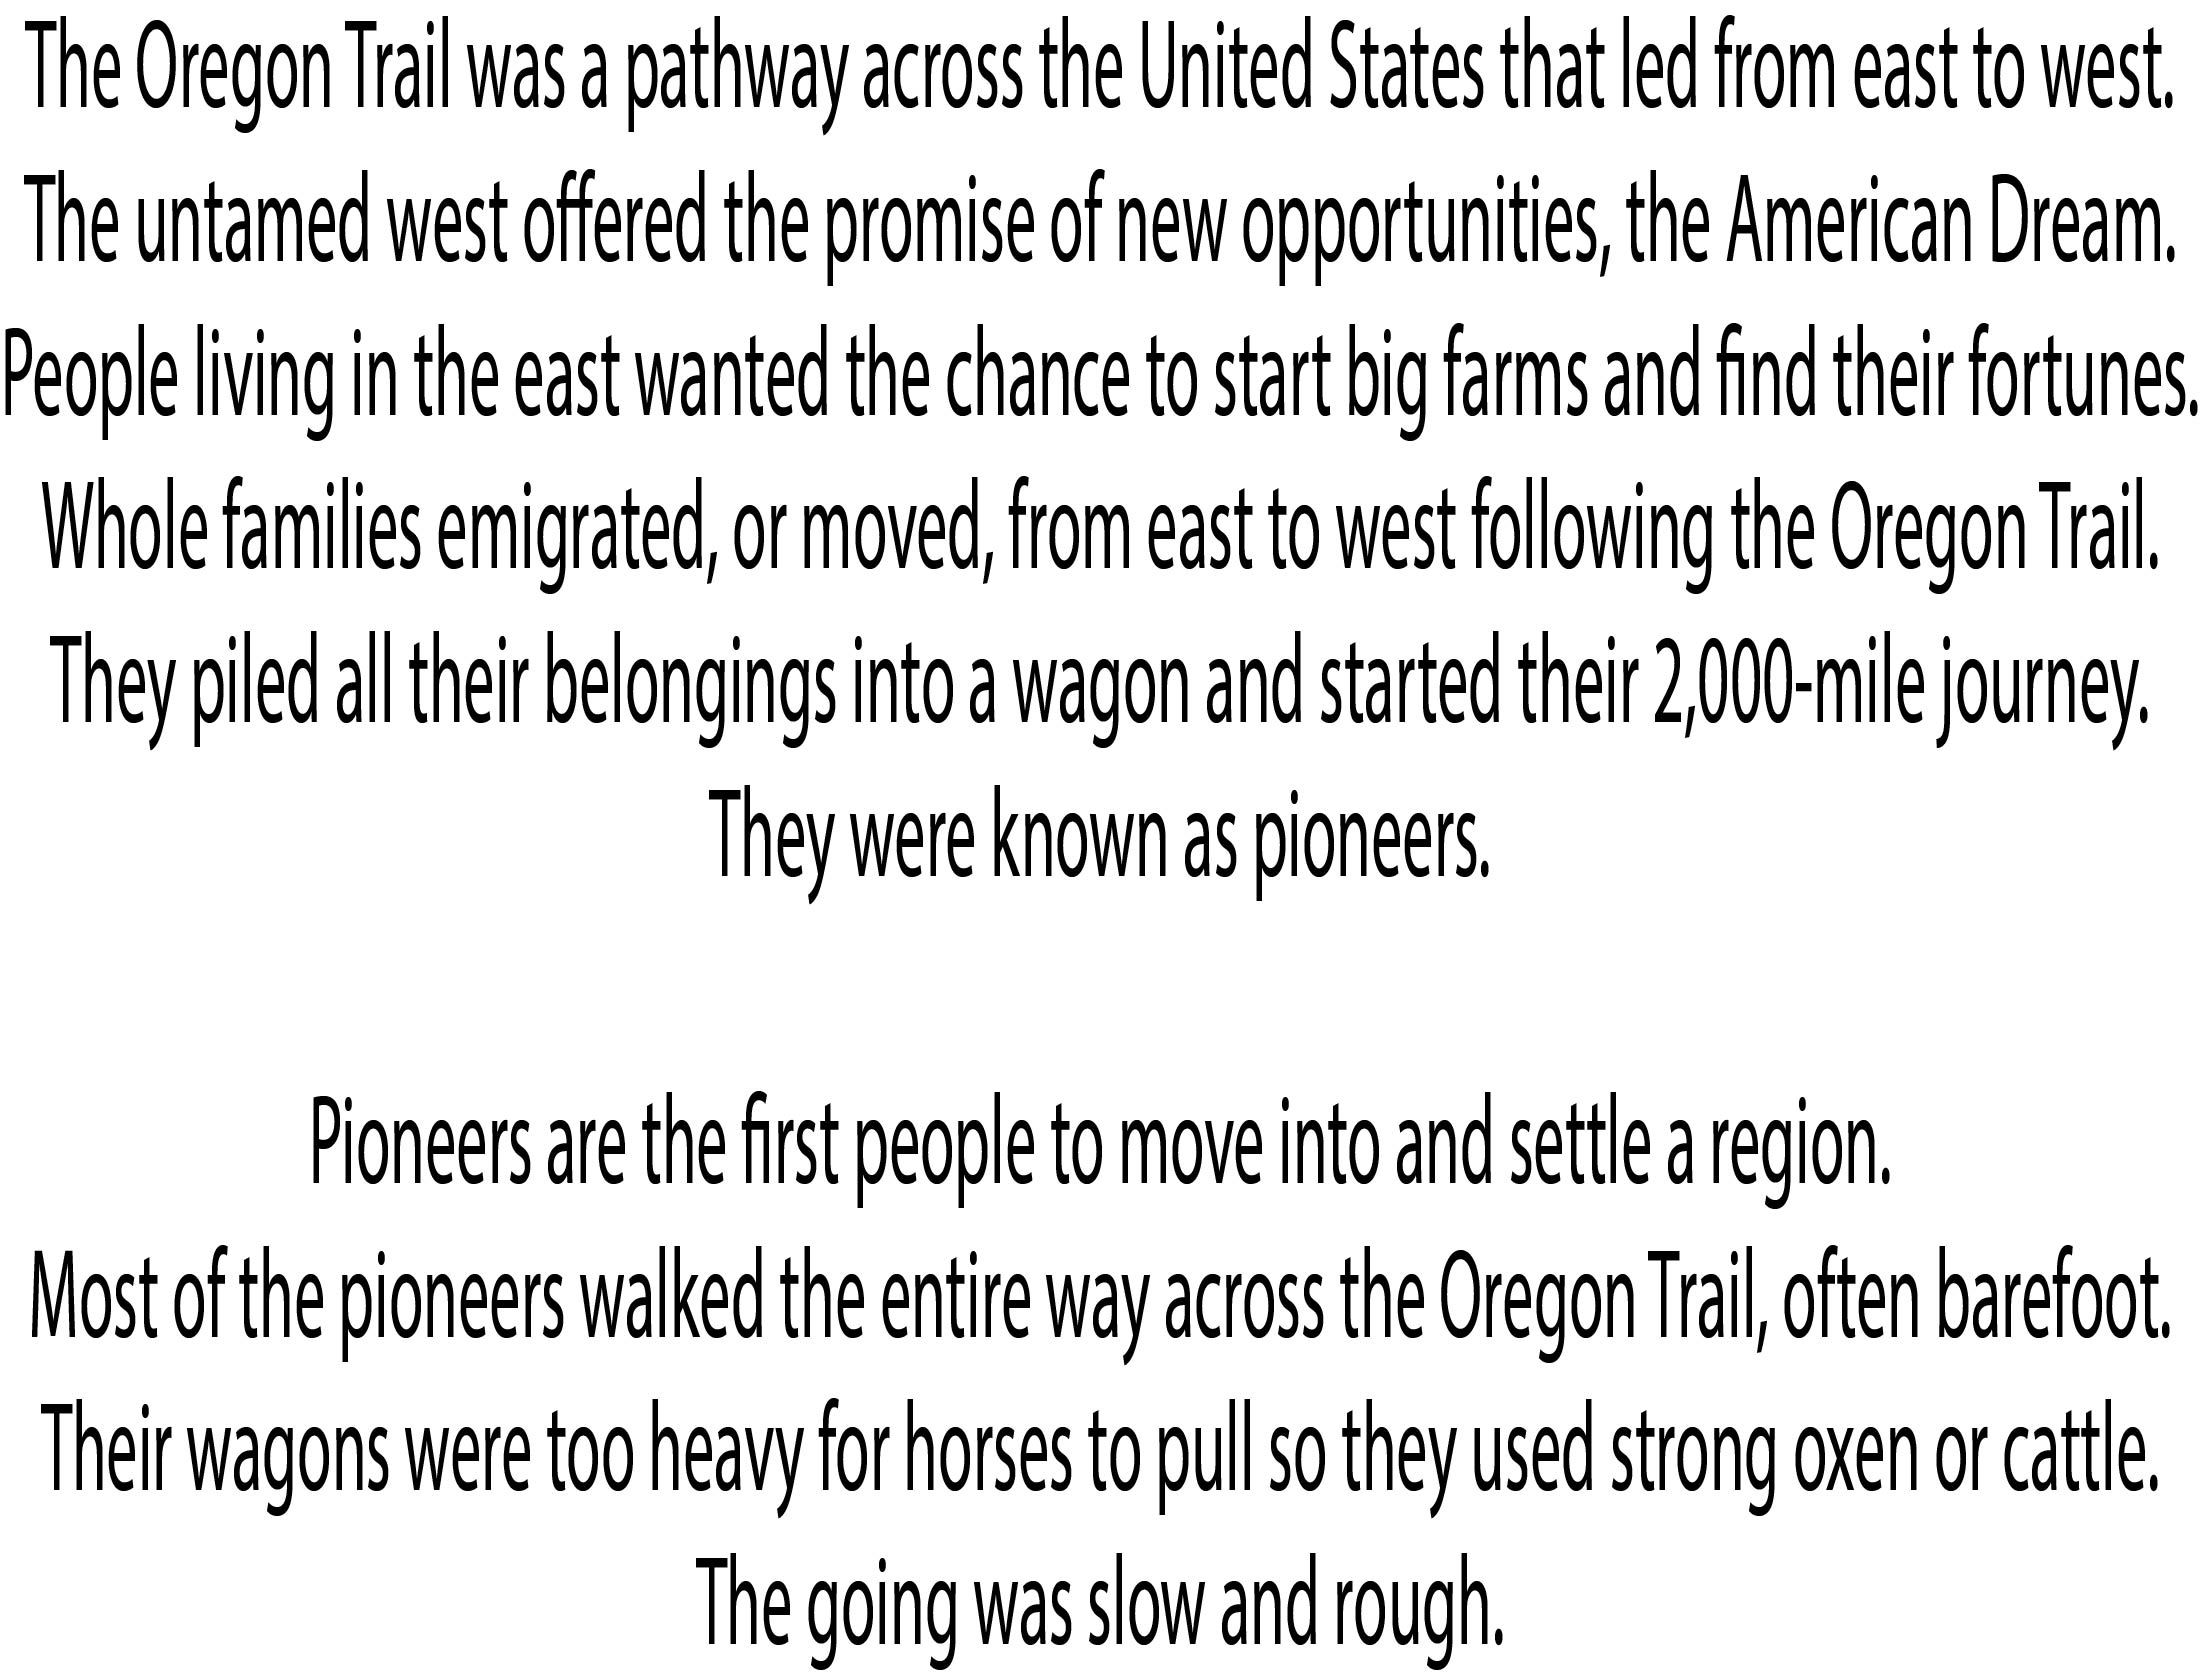 The Oregon Trail was a pathway across the United States that led from east to west.
The untamed west offered the promise of new opportunities, the American Dream.
People living in the east wanted the chance to start big farms and find their fortunes.
Whole families emigrated, or moved, from east to west following the Oregon Trail.
They piled all their belongings into a wagon and started their 2,000-mile journey.
They were known as pioneers.
Pioneers are the first people to move into and settle a region.
Most of the pioneers walked the entire way across the Oregon Trail, often barefoot.
Their wagons were too heavy for horses to pull so they used strong oxen or cattle.
The going was slow and rough.